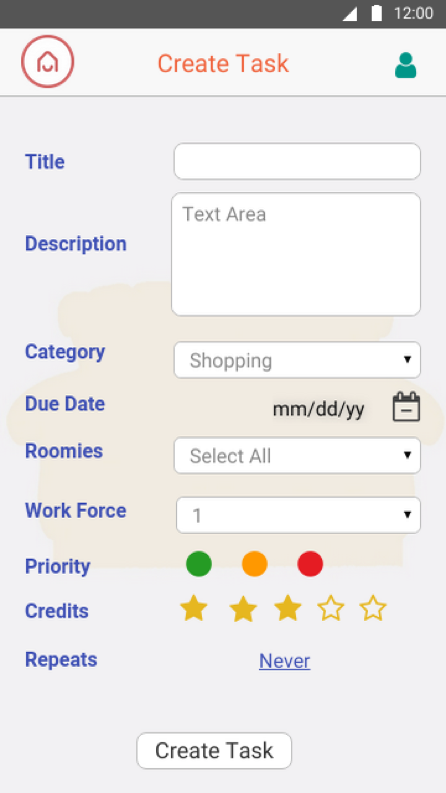 12:00
Create Task
Title
Text Area
Description
Category
Shopping
Due Date
mm/dd/yy
Roomies
Select All
Work Force
1
Priority
Credits
Repeats
Never
Create Task